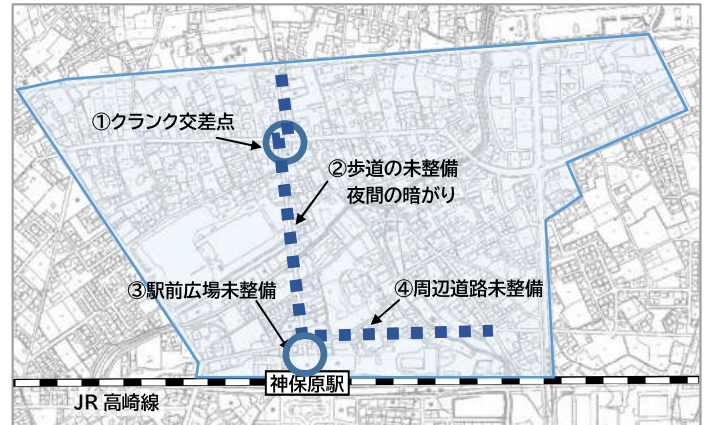 ①クランク交差点
②歩道の未整備
夜間の暗がり
③駅前広場未整備
④周辺道路未整備
神保原駅
JR 高崎線